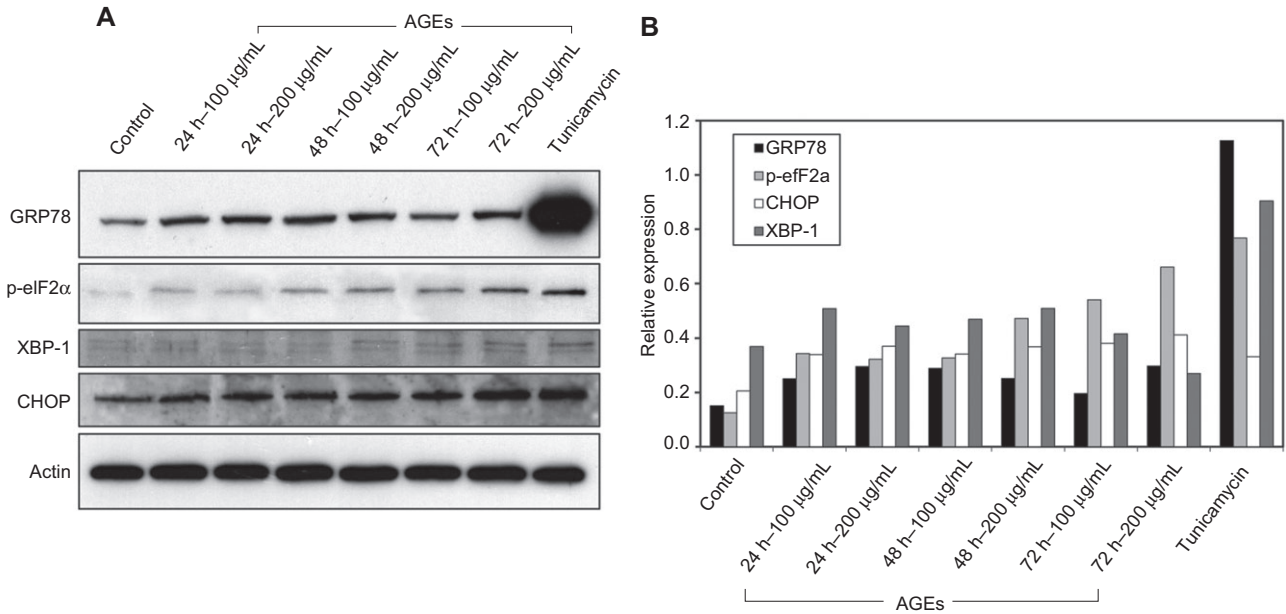 A
AGEs
Control
24 h–100 µg/mL
24 h–200 µg/mL
48 h–100 µg/mL
48 h–200 µg/mL
72 h–100 µg/mL
72 h–200 µg/mL
Tunicamycin
GRP78
p-eIF2α
XBP-1
CHOP
Actin
B
Relative expression
1.2
1.0
0.8
0.6
0.4
0.2
0.0
GRP78
p-efF2a
CHOP
XBP-1
Control
24 h–100 µg/mL
24 h–200 µg/mL
48 h–100 µg/mL
48 h–200 µg/mL
72 h–100 µg/mL
72 h–200 µg/mL
Tunicamycin
AGEs